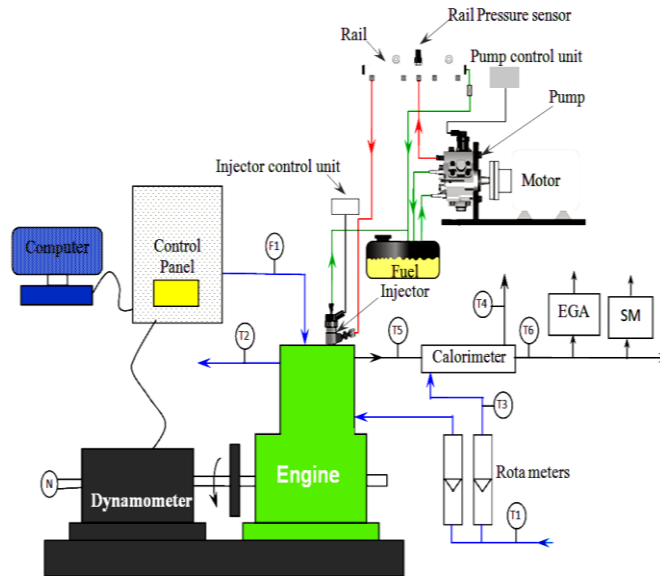 Rail Pressure sensor
Rail
Pump control unit
Pump
Injector control unit
Motor
Computer
Control
Panel
F1
Fuel
Injector
T4
EGA
SM
T2
T5
T6
Calorimeter
T3
Engine
Rota meters
N
Dynamometer
T1